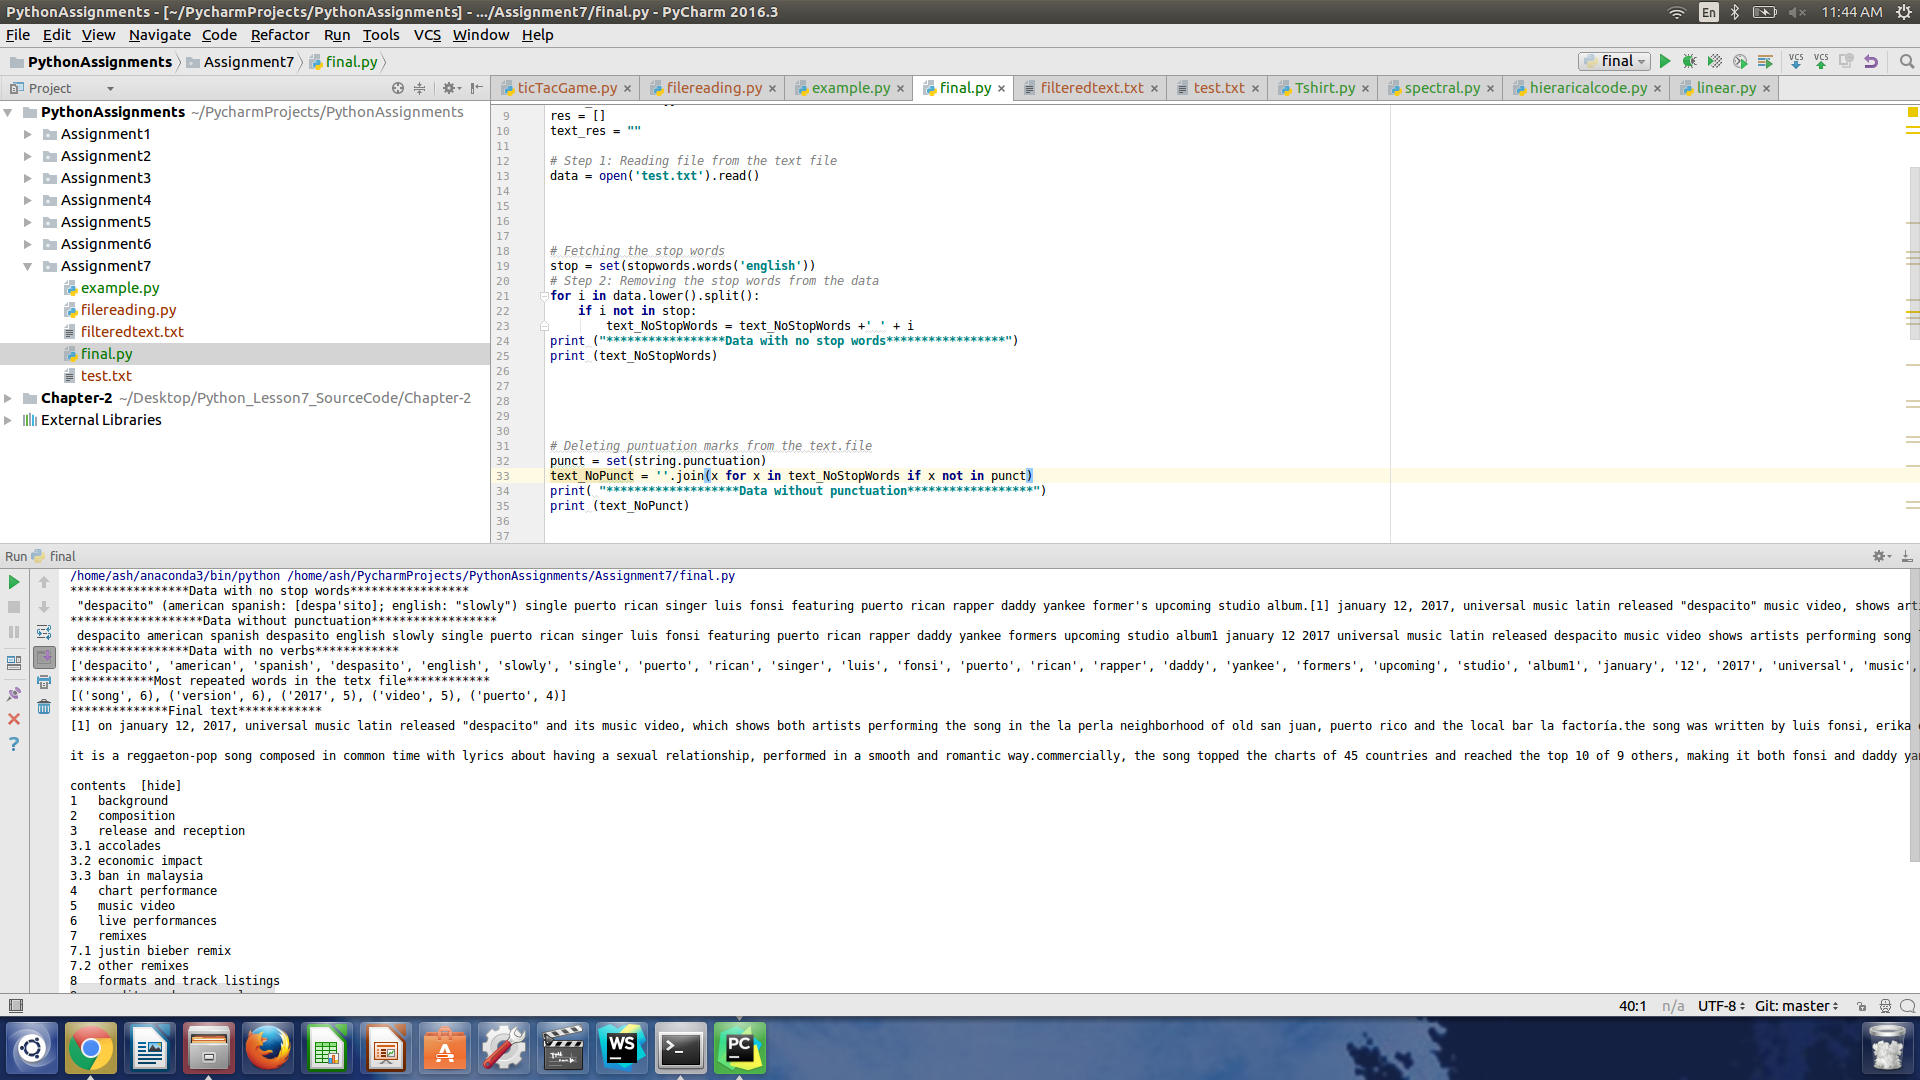 PythonAssignments - [~/PycharmProjects/PythonAssignments] - .../Assignment7/final.py - PyCharm 2016.3
En
11:44 AM
File Edit View Navigate Code Refactor Run Tools VCS Window Help
PythonAssignments Assignment7 final.py
final
VCS VCS
Project
ticTacGame.py filereading.py example.py final.py filteredtext.txt test.txt Tshirt.py spectral.py hieraricalcode.py linear.py
PythonAssignments ~/PycharmProjects/PythonAssignments
Assignment1
Assignment2
Assignment3
Assignment4
Assignment5
Assignment6
Assignment7
example.py
filereading.py
filteredtext.txt
final.py
test.txt
Chapter-2 ~/Desktop/Python_Lesson7_SourceCode/Chapter-2
External Libraries
9 res = []
10 text_res = ""
11
12 # Step 1: Reading file from the text file
13 data = open('test.txt').read()
14
15
16
17
18 # Fetching the stop words
19 stop = set(stopwords.words('english'))
20 # Step 2: Removing the stop words from the data
21 for i in data.lower().split():
22 if i not in stop:
23 text_NoStopWords = text_NoStopWords +' ' + i
24 print ("*****************Data with no stop words*****************")
25 print (text_NoStopWords)
26
27
28
29
30
31 # Deleting puntuation marks from the text.file
32 punct = set(string.punctuation)
33 text_NoPunct = ''.join(x for x in text_NoStopWords if x not in punct)
34 print( "*******************Data without punctuation******************")
35 print (text_NoPunct)
36
37
Run final
/home/ash/anaconda3/bin/python /home/ash/PycharmProjects/PythonAssignments/Assignment7/final.py
*****************Data with no stop words*****************
"despacito" (american spanish: [despa'sito]; english: "slowly") single puerto rican singer luis fonsi featuring puerto rican rapper daddy yankee former's upcoming studio album.[1] january 12, 2017, universal music latin released "despacito" music video, shows
*******************Data without punctuation******************
despacito american spanish despasito english slowly single puerto rican singer luis fonsi featuring puerto rican rapper daddy yankee formers upcoming studio album1 january 12 2017 universal music latin released despacito music video shows artists performing song
*****************Data with no verbs************
['despacito', 'american', 'spanish', 'despasito', 'english', 'slowly', 'single', 'puerto', 'rican', 'singer', 'luis', 'fonsi', 'puerto', 'rican', 'rapper', 'daddy', 'yankee', 'formers', 'upcoming', 'studio', 'album1', 'january', '12', '2017', 'universal', 'music',
************Most repeated words in the tetx file************
[('song', 6), ('version', 6), ('2017', 5), ('video', 5), ('puerto', 4)]
**************Final text************
[1] on january 12, 2017, universal music latin released "despacito" and its music video, which shows both artists performing the song in the la perla neighborhood of old san juan, puerto rico and the local bar la factoría.the song was written by luis fonsi, erika
it is a reggaeton-pop song composed in common time with lyrics about having a sexual relationship, performed in a smooth and romantic way.commercially, the song topped the charts of 45 countries and reached the top 10 of 9 others, making it both fonsi and daddy
contents [hide]
1 background
2 composition
3 release and reception
3.1 accolades
3.2 economic impact
3.3 ban in malaysia
4 chart performance
5 music video
6 live performances
7 remixes
7.1 justin bieber remix
7.2 other remixes
8 formats and track listings
40:1 n/a UTF-8 Git: master
WS
PC